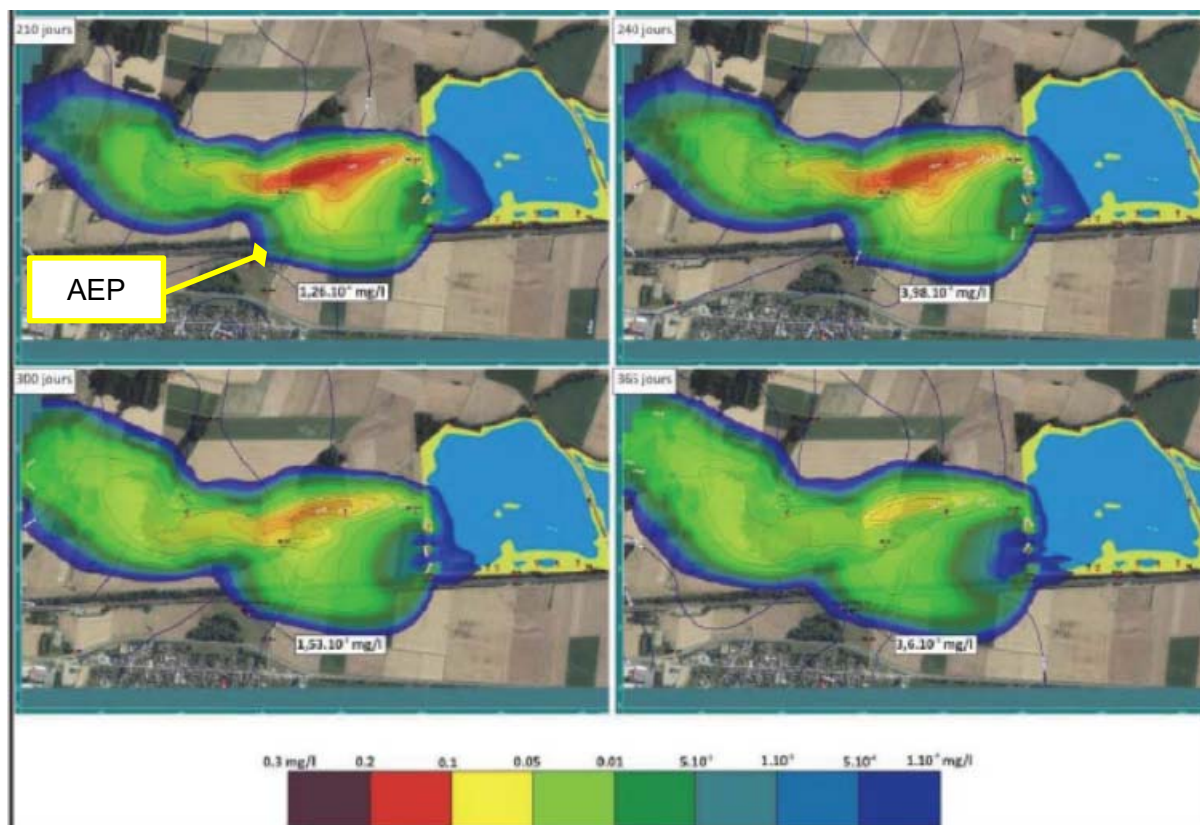 210 jours
240 jours
AEP
1,26.10⁻⁴ mg/l
3,98.10⁻⁴ mg/l
300 jours
365 jours
1,53.10⁻³ mg/l
3,6.10⁻³ mg/l
0.3 mg/l 0.2 0.1 0.05 0.01 5.10⁻³ 1.10⁻³ 5.10⁻⁴ 1.10⁻⁴ mg/l